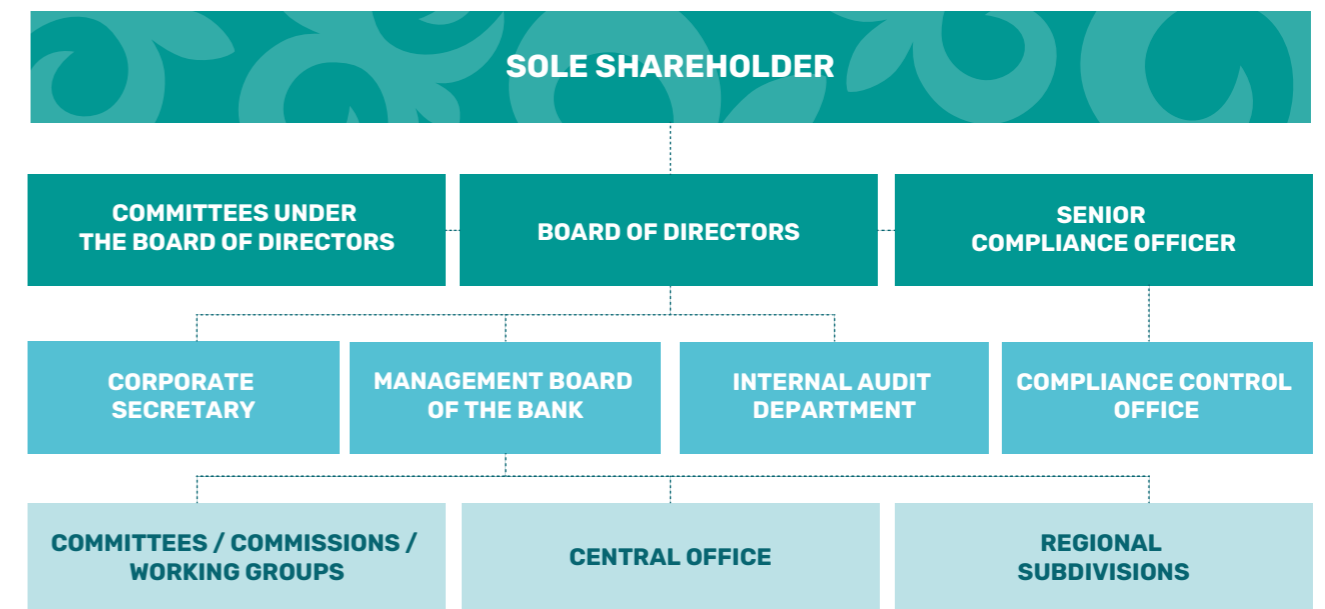 SOLE SHAREHOLDER
COMMITTEES UNDER
THE BOARD OF DIRECTORS
BOARD OF DIRECTORS
SENIOR
COMPLIANCE OFFICER
CORPORATE
SECRETARY
MANAGEMENT BOARD
OF THE BANK
INTERNAL AUDIT
DEPARTMENT
COMPLIANCE CONTROL
OFFICE
COMMITTEES / COMMISSIONS /
WORKING GROUPS
CENTRAL OFFICE
REGIONAL
SUBDIVISIONS